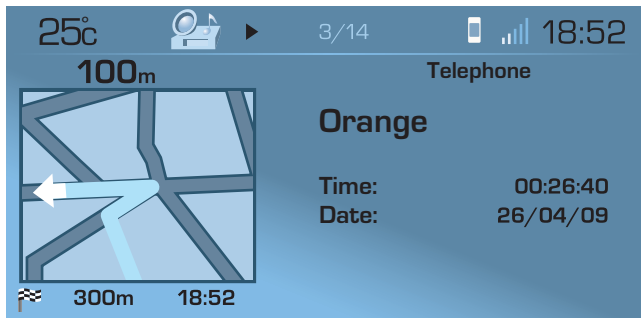 25°c 3/14 18:52
100m Telephone
Orange
Time: 00:26:40
Date: 26/04/09
300m 18:52